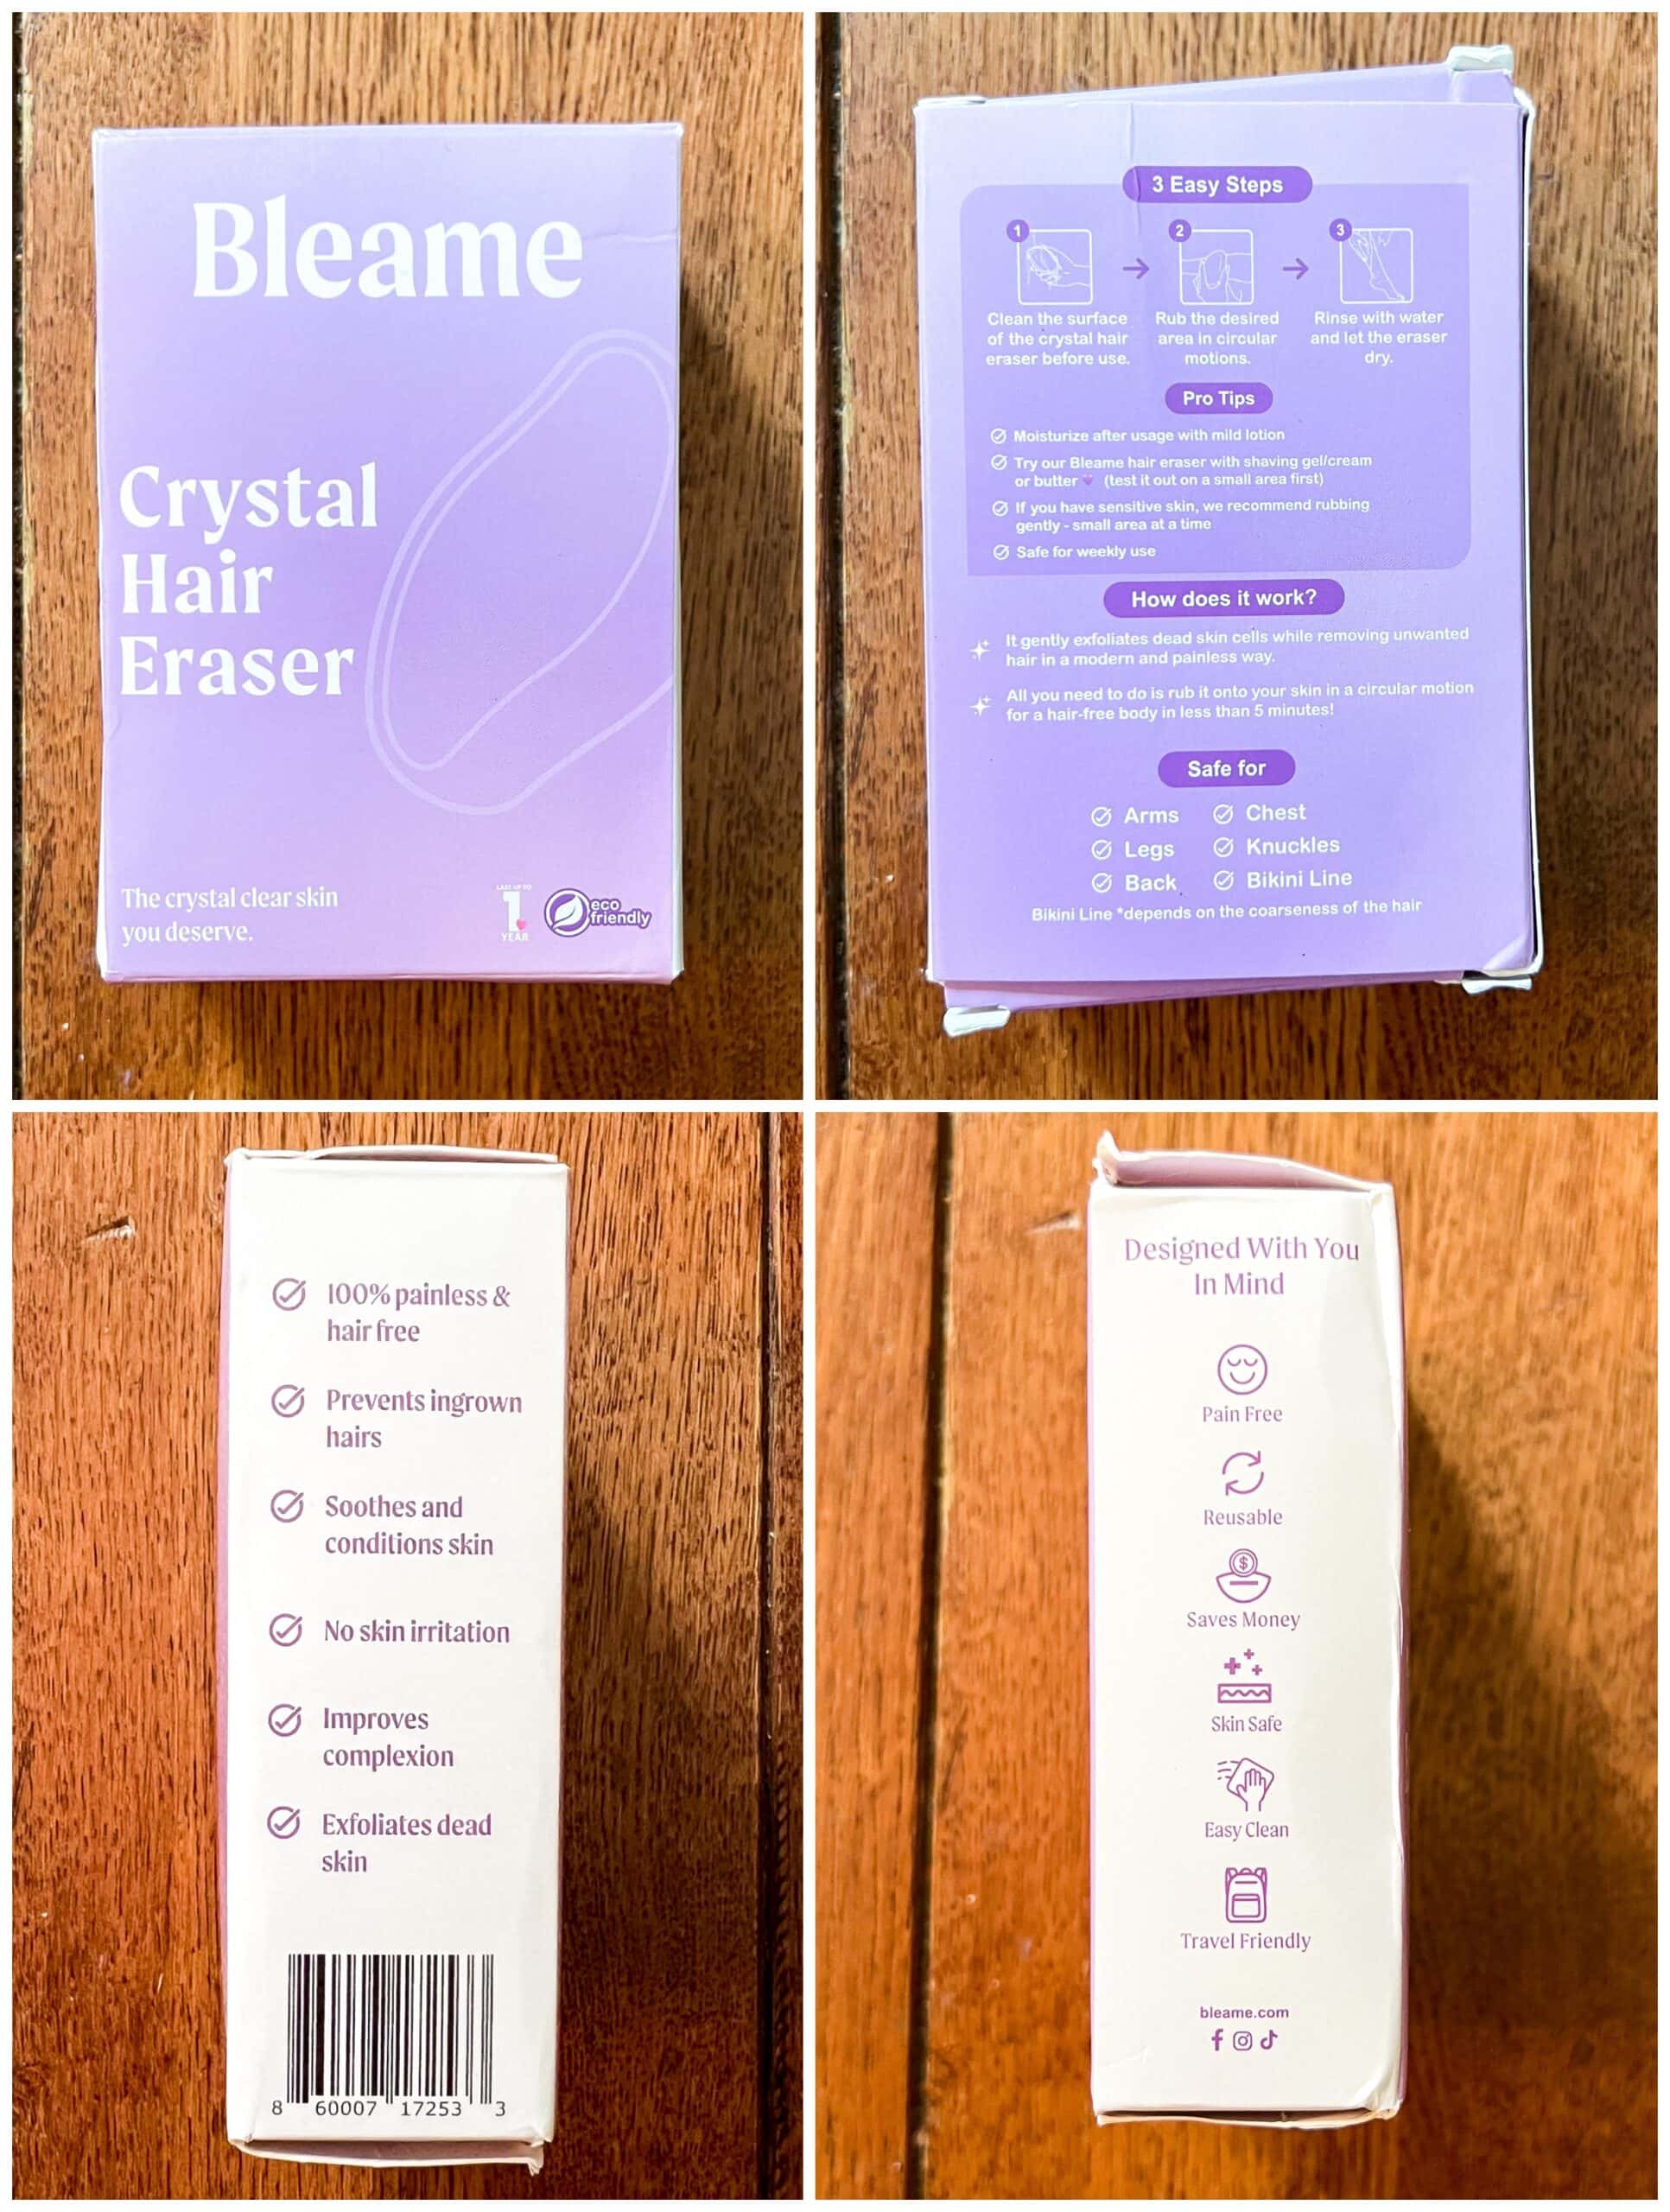 Bleame
Crystal
Hair
Eraser
The crystal clear skin
you deserve.
LAST UP TO
1
YEAR
eco
friendly
3 Easy Steps
1
Clean the surface
of the crystal hair
eraser before use.
2
Rub the desired
area in circular
motions.
3
Rinse with water
and let the eraser
dry.
Pro Tips
Moisturize after usage with mild lotion
Try our Bleame hair eraser with shaving gel/cream
or butter 💜 (test it out on a small area first)
If you have sensitive skin, we recommend rubbing
gently - small area at a time
Safe for weekly use
How does it work?
It gently exfoliates dead skin cells while removing unwanted
hair in a modern and painless way.
All you need to do is rub it onto your skin in a circular motion
for a hair-free body in less than 5 minutes!
Safe for
Arms
Chest
Legs
Knuckles
Back
Bikini Line
Bikini Line *depends on the coarseness of the hair
100% painless &
hair free
Prevents ingrown
hairs
Soothes and
conditions skin
No skin irritation
Improves
complexion
Exfoliates dead
skin
8 60007 17253 3
Designed With You
In Mind
Pain Free
Reusable
$
Saves Money
Skin Safe
Easy Clean
Travel Friendly
bleame.com